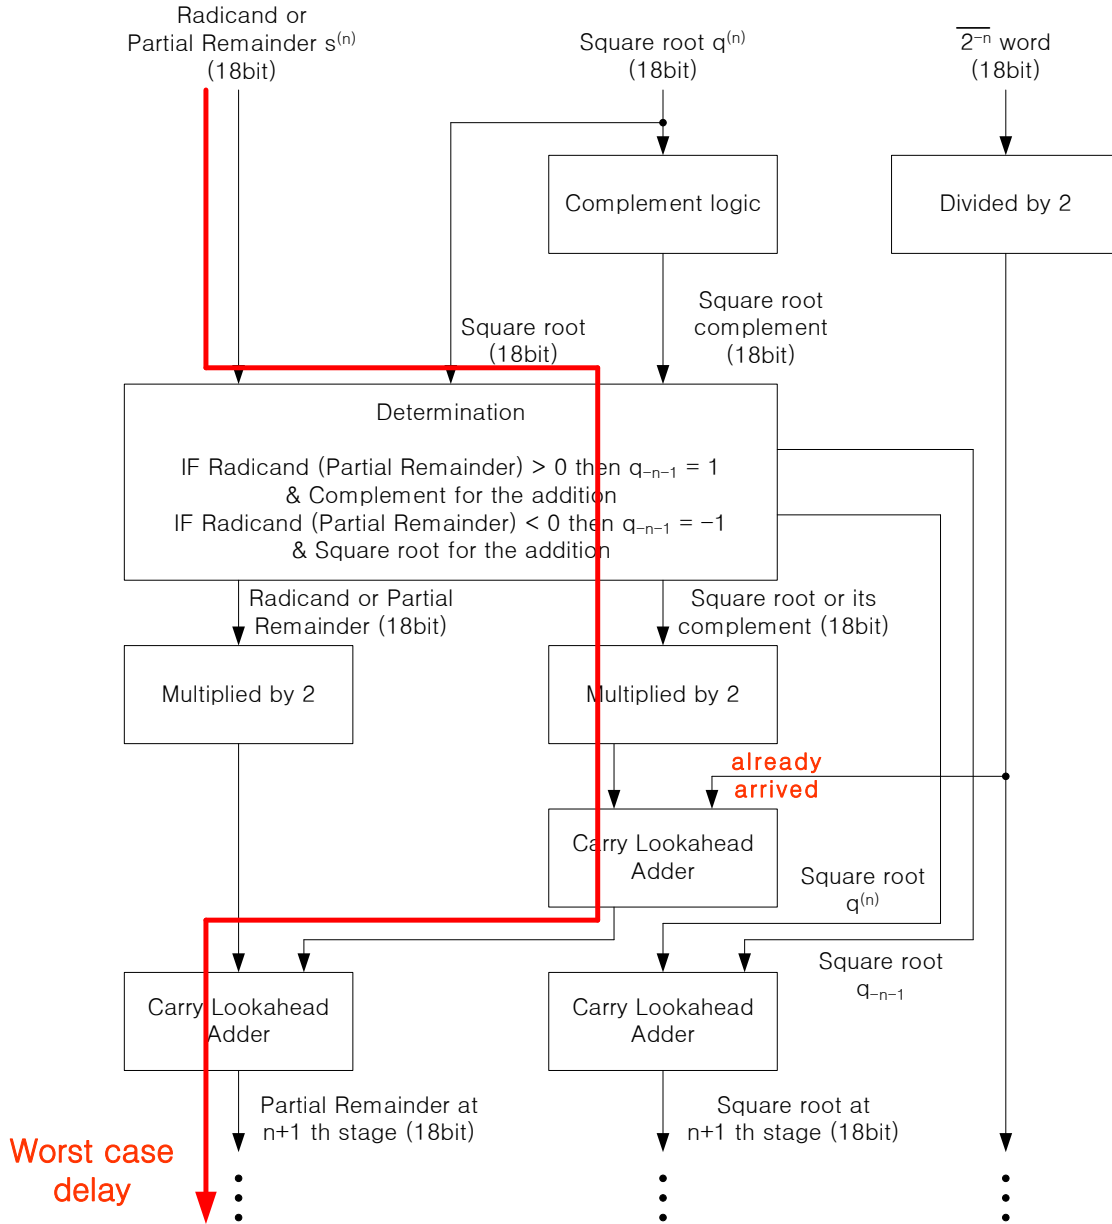 Radicand or
Partial Remainder s⁽ⁿ⁾
(18bit)
Square root q⁽ⁿ⁾
(18bit)
2̅⁻̅ⁿ̅ word
(18bit)
Complement logic
Divided by 2
Square root
(18bit)
Square root
complement
(18bit)
Determination
IF Radicand (Partial Remainder) > 0 then q₋ₙ₋₁ = 1
& Complement for the addition
IF Radicand (Partial Remainder) < 0 then q₋ₙ₋₁ = −1
& Square root for the addition
Radicand or Partial
Remainder (18bit)
Square root or its
complement (18bit)
Multiplied by 2
Multiplied by 2
already
arrived
Carry Lookahead
Adder
Square root
q⁽ⁿ⁾
Square root
q₋ₙ₋₁
Carry Lookahead
Adder
Carry Lookahead
Adder
Partial Remainder at
n+1 th stage (18bit)
Square root at
n+1 th stage (18bit)
Worst case
delay